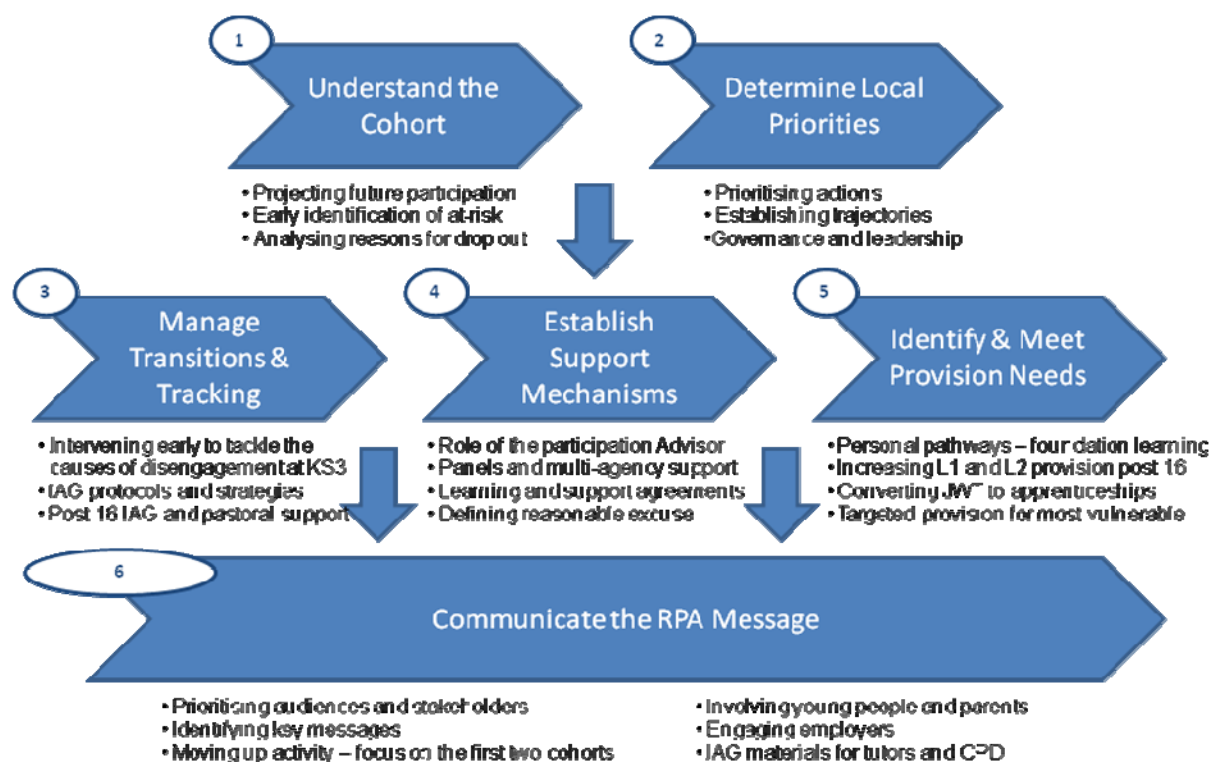 1
Understand the
Cohort
• Projecting future participation
• Early identification of at-risk
• Analysing reasons for drop out
2
Determine Local
Priorities
• Prioritising actions
• Establishing trajectories
• Governance and leadership
3
Manage
Transitions &
Tracking
• Intervening early to tackle the
causes of disengagement at KS3
• IAG protocols and strategies
• Post 16 IAG and pastoral support
4
Establish
Support
Mechanisms
• Role of the participation Advisor
• Panels and multi-agency support
• Learning and support agreements
• Defining reasonable excuse
5
Identify & Meet
Provision Needs
• Personal pathways – foundation learning
• Increasing L1 and L2 provision post 16
• Converting JWT to apprenticeships
• Targeted provision for most vulnerable
6
Communicate the RPA Message
• Prioritising audiences and stakeholders
• Identifying key messages
• Moving up activity – focus on the first two cohorts
• Involving young people and parents
• Engaging employers
• IAG materials for tutors and CPD